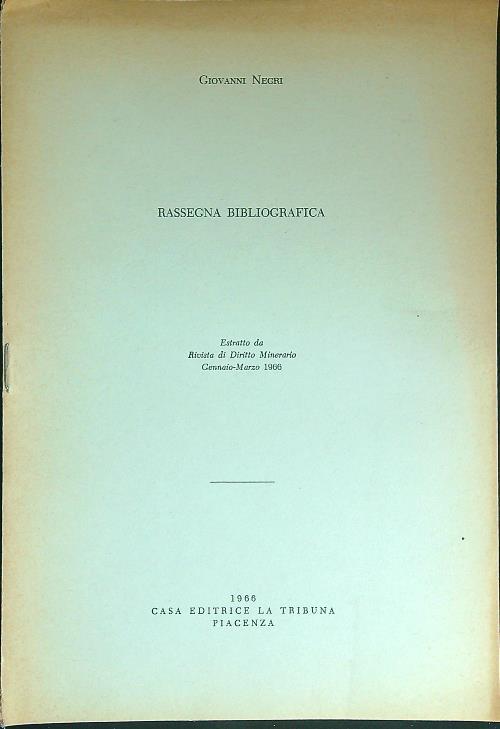 Giovanni Negri
RASSEGNA BIBLIOGRAFICA
Estratto da
Rivista di Diritto Minerario
Gennaio-Marzo 1966
1966
CASA EDITRICE LA TRIBUNA
PIACENZA